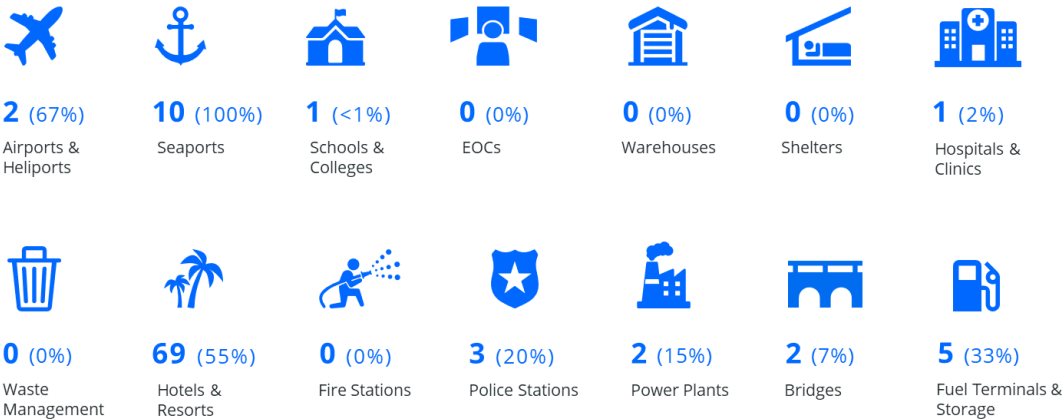 2 (67%)
Airports &
Heliports
10 (100%)
Seaports
1 (<1%)
Schools &
Colleges
0 (0%)
EOCs
0 (0%)
Warehouses
0 (0%)
Shelters
1 (2%)
Hospitals &
Clinics
0 (0%)
Waste
Management
69 (55%)
Hotels &
Resorts
0 (0%)
Fire Stations
3 (20%)
Police Stations
2 (15%)
Power Plants
2 (7%)
Bridges
5 (33%)
Fuel Terminals &
Storage